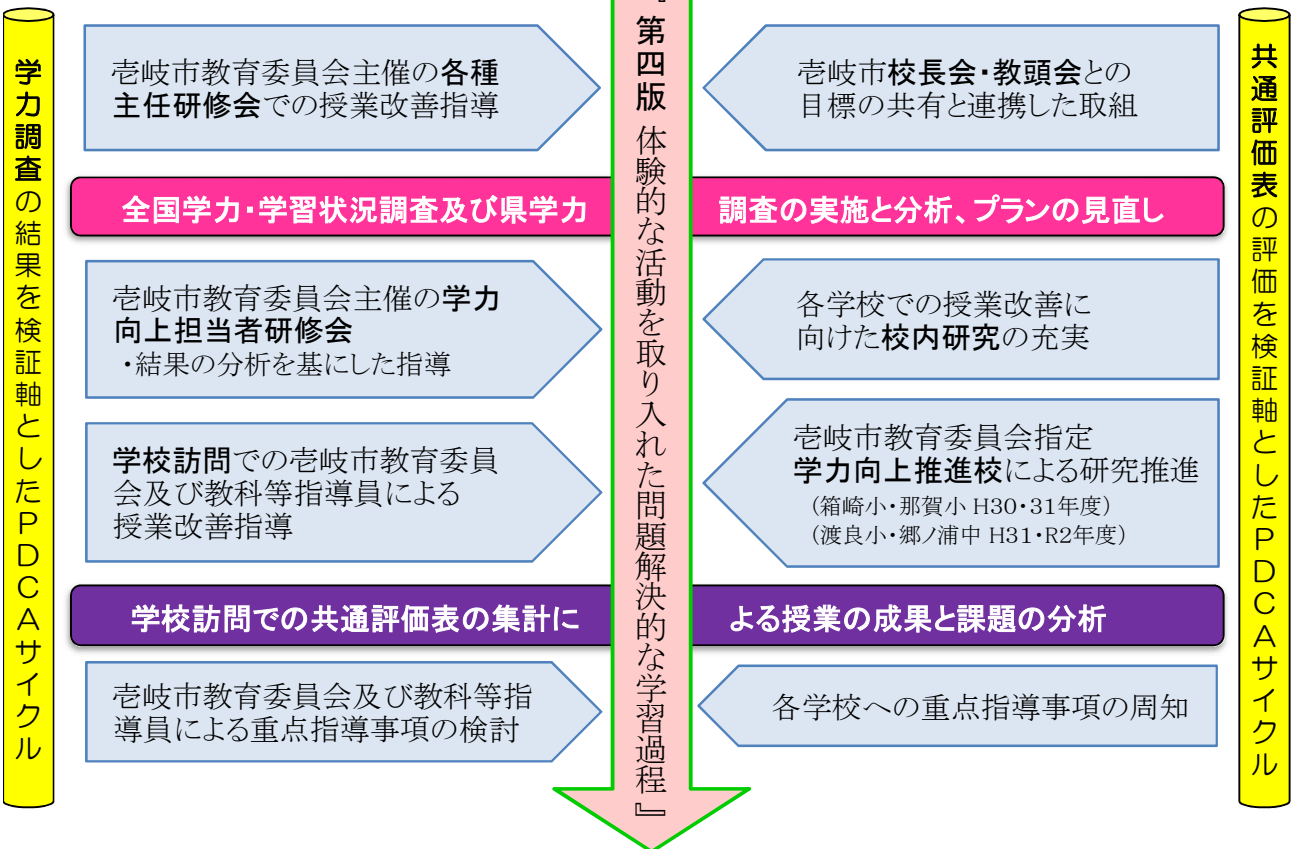 学力調査の結果を検証軸としたPDCAサイクル
壱岐市教育委員会主催の各種
主任研修会での授業改善指導
『第四版 体験的な活動を取り入れた問題解決的な学習過程』
壱岐市校長会・教頭会との
目標の共有と連携した取組
共通評価表の評価を検証軸としたPDCAサイクル
全国学力・学習状況調査及び県学力 調査の実施と分析、プランの見直し
壱岐市教育委員会主催の学力
向上担当者研修会
・結果の分析を基にした指導
各学校での授業改善に
向けた校内研究の充実
学校訪問での壱岐市教育委員
会及び教科等指導員による
授業改善指導
壱岐市教育委員会指定
学力向上推進校による研究推進
(箱崎小・那賀小 H30・31年度)
(渡良小・郷ノ浦中 H31・R2年度)
学校訪問での共通評価表の集計に よる授業の成果と課題の分析
壱岐市教育委員会及び教科等指
導員による重点指導事項の検討
各学校への重点指導事項の周知